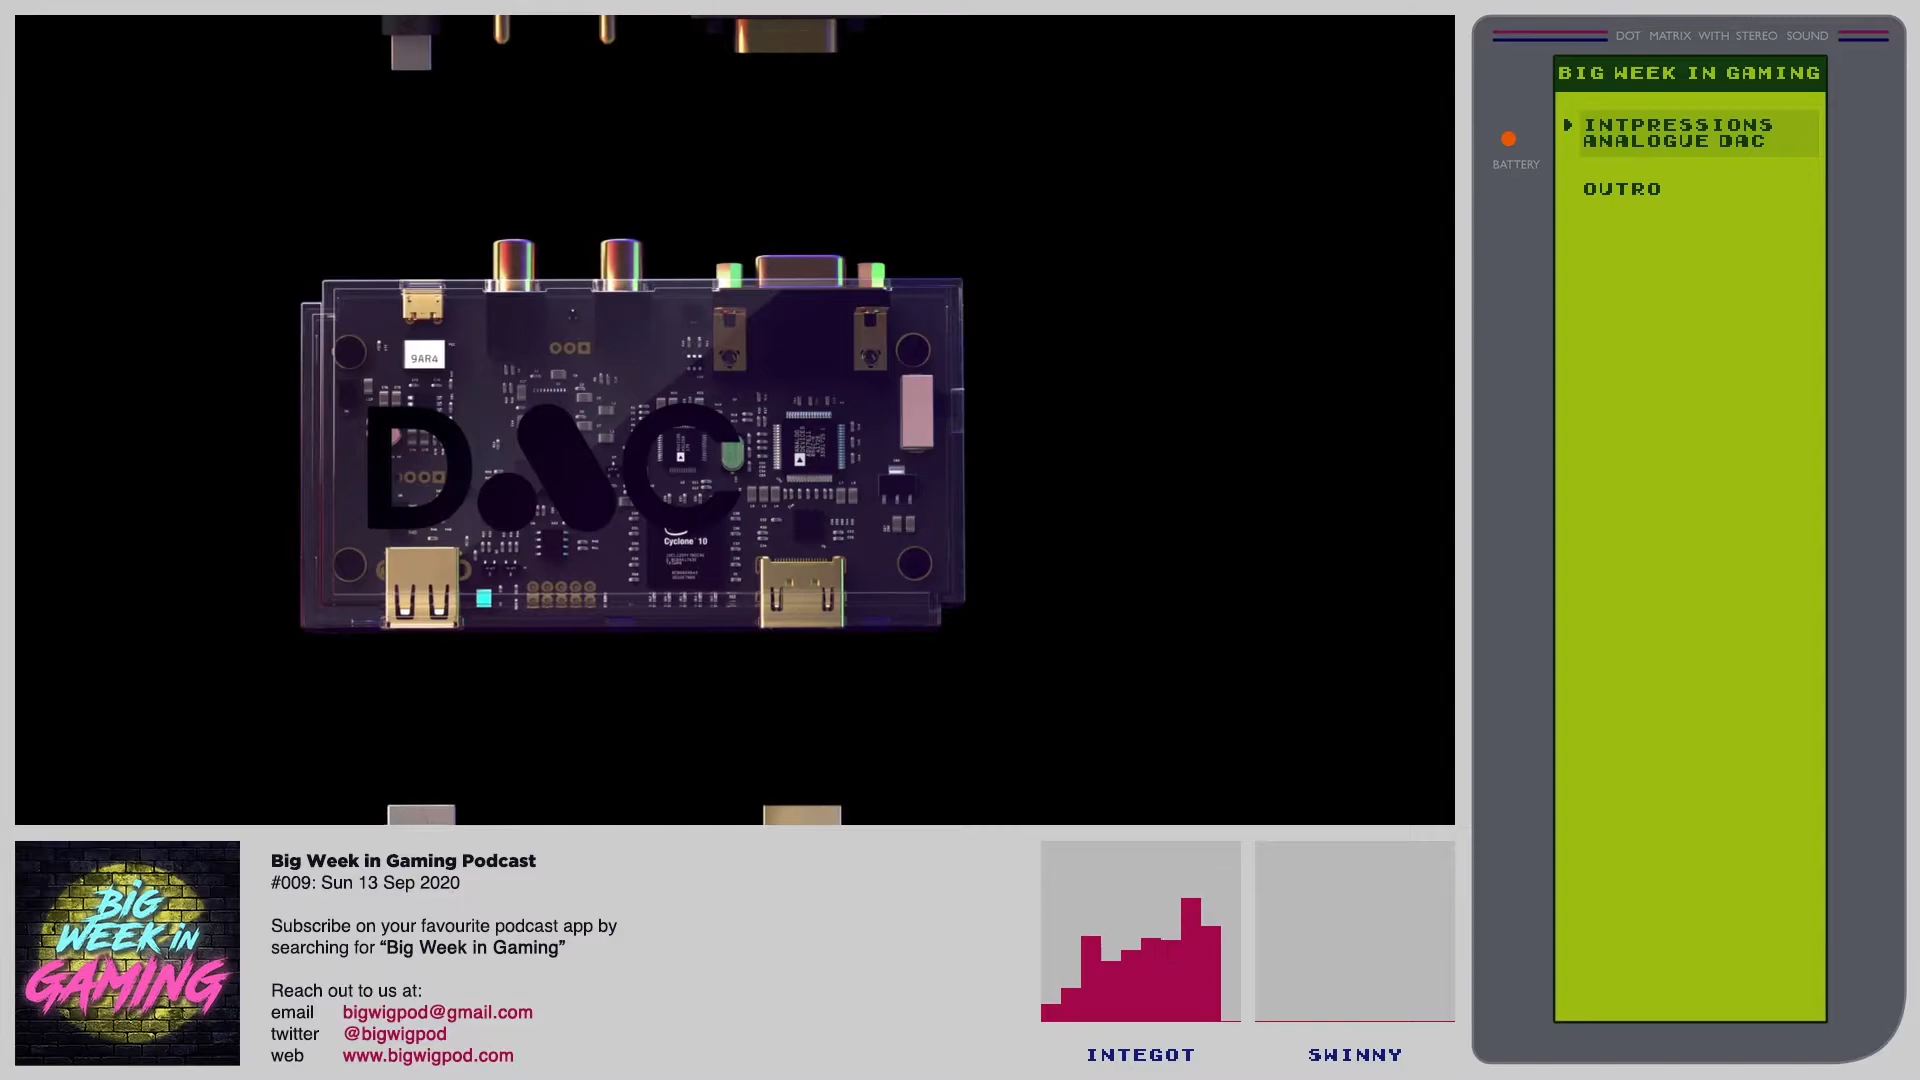 DOT MATRIX WITH STEREO SOUND
BIG WEEK IN GAMING
INTPRESSIONS
ANALOGUE DAC
OUTRO
BATTERY
9AR4
DAC
Cyclone 10
BIG
WEEK IN
GAMING
Big Week in Gaming Podcast
#009: Sun 13 Sep 2020
Subscribe on your favourite podcast app by
searching for “Big Week in Gaming”
Reach out to us at:
email bigwigpod@gmail.com
twitter @bigwigpod
web www.bigwigpod.com
INTEGOT
SWINNY